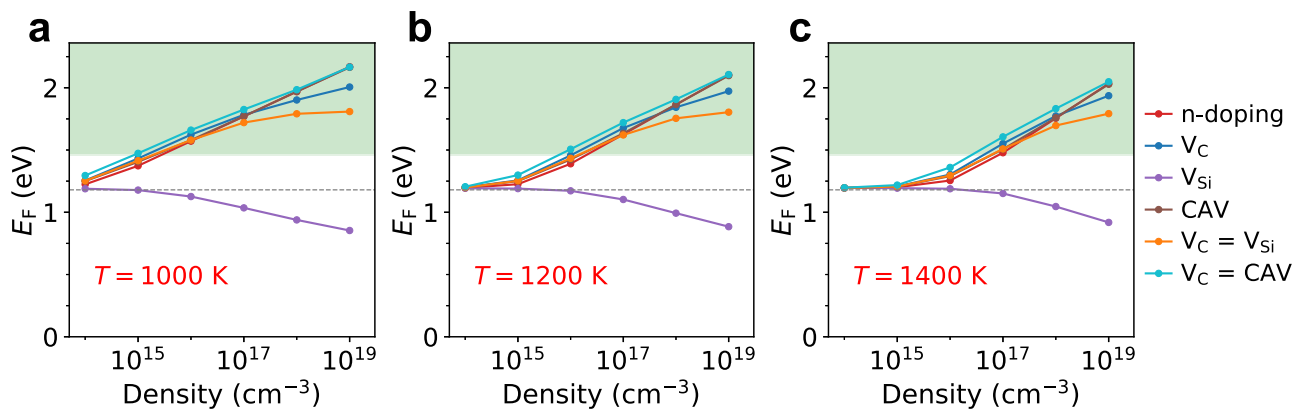 a
b
c
E_F (eV)
2
1
0
T = 1000 K
10^15
10^17
10^19
Density (cm^−3)
E_F (eV)
2
1
0
T = 1200 K
10^15
10^17
10^19
Density (cm^−3)
E_F (eV)
2
1
0
T = 1400 K
10^15
10^17
10^19
Density (cm^−3)
n-doping
V_C
V_Si
CAV
V_C = V_Si
V_C = CAV